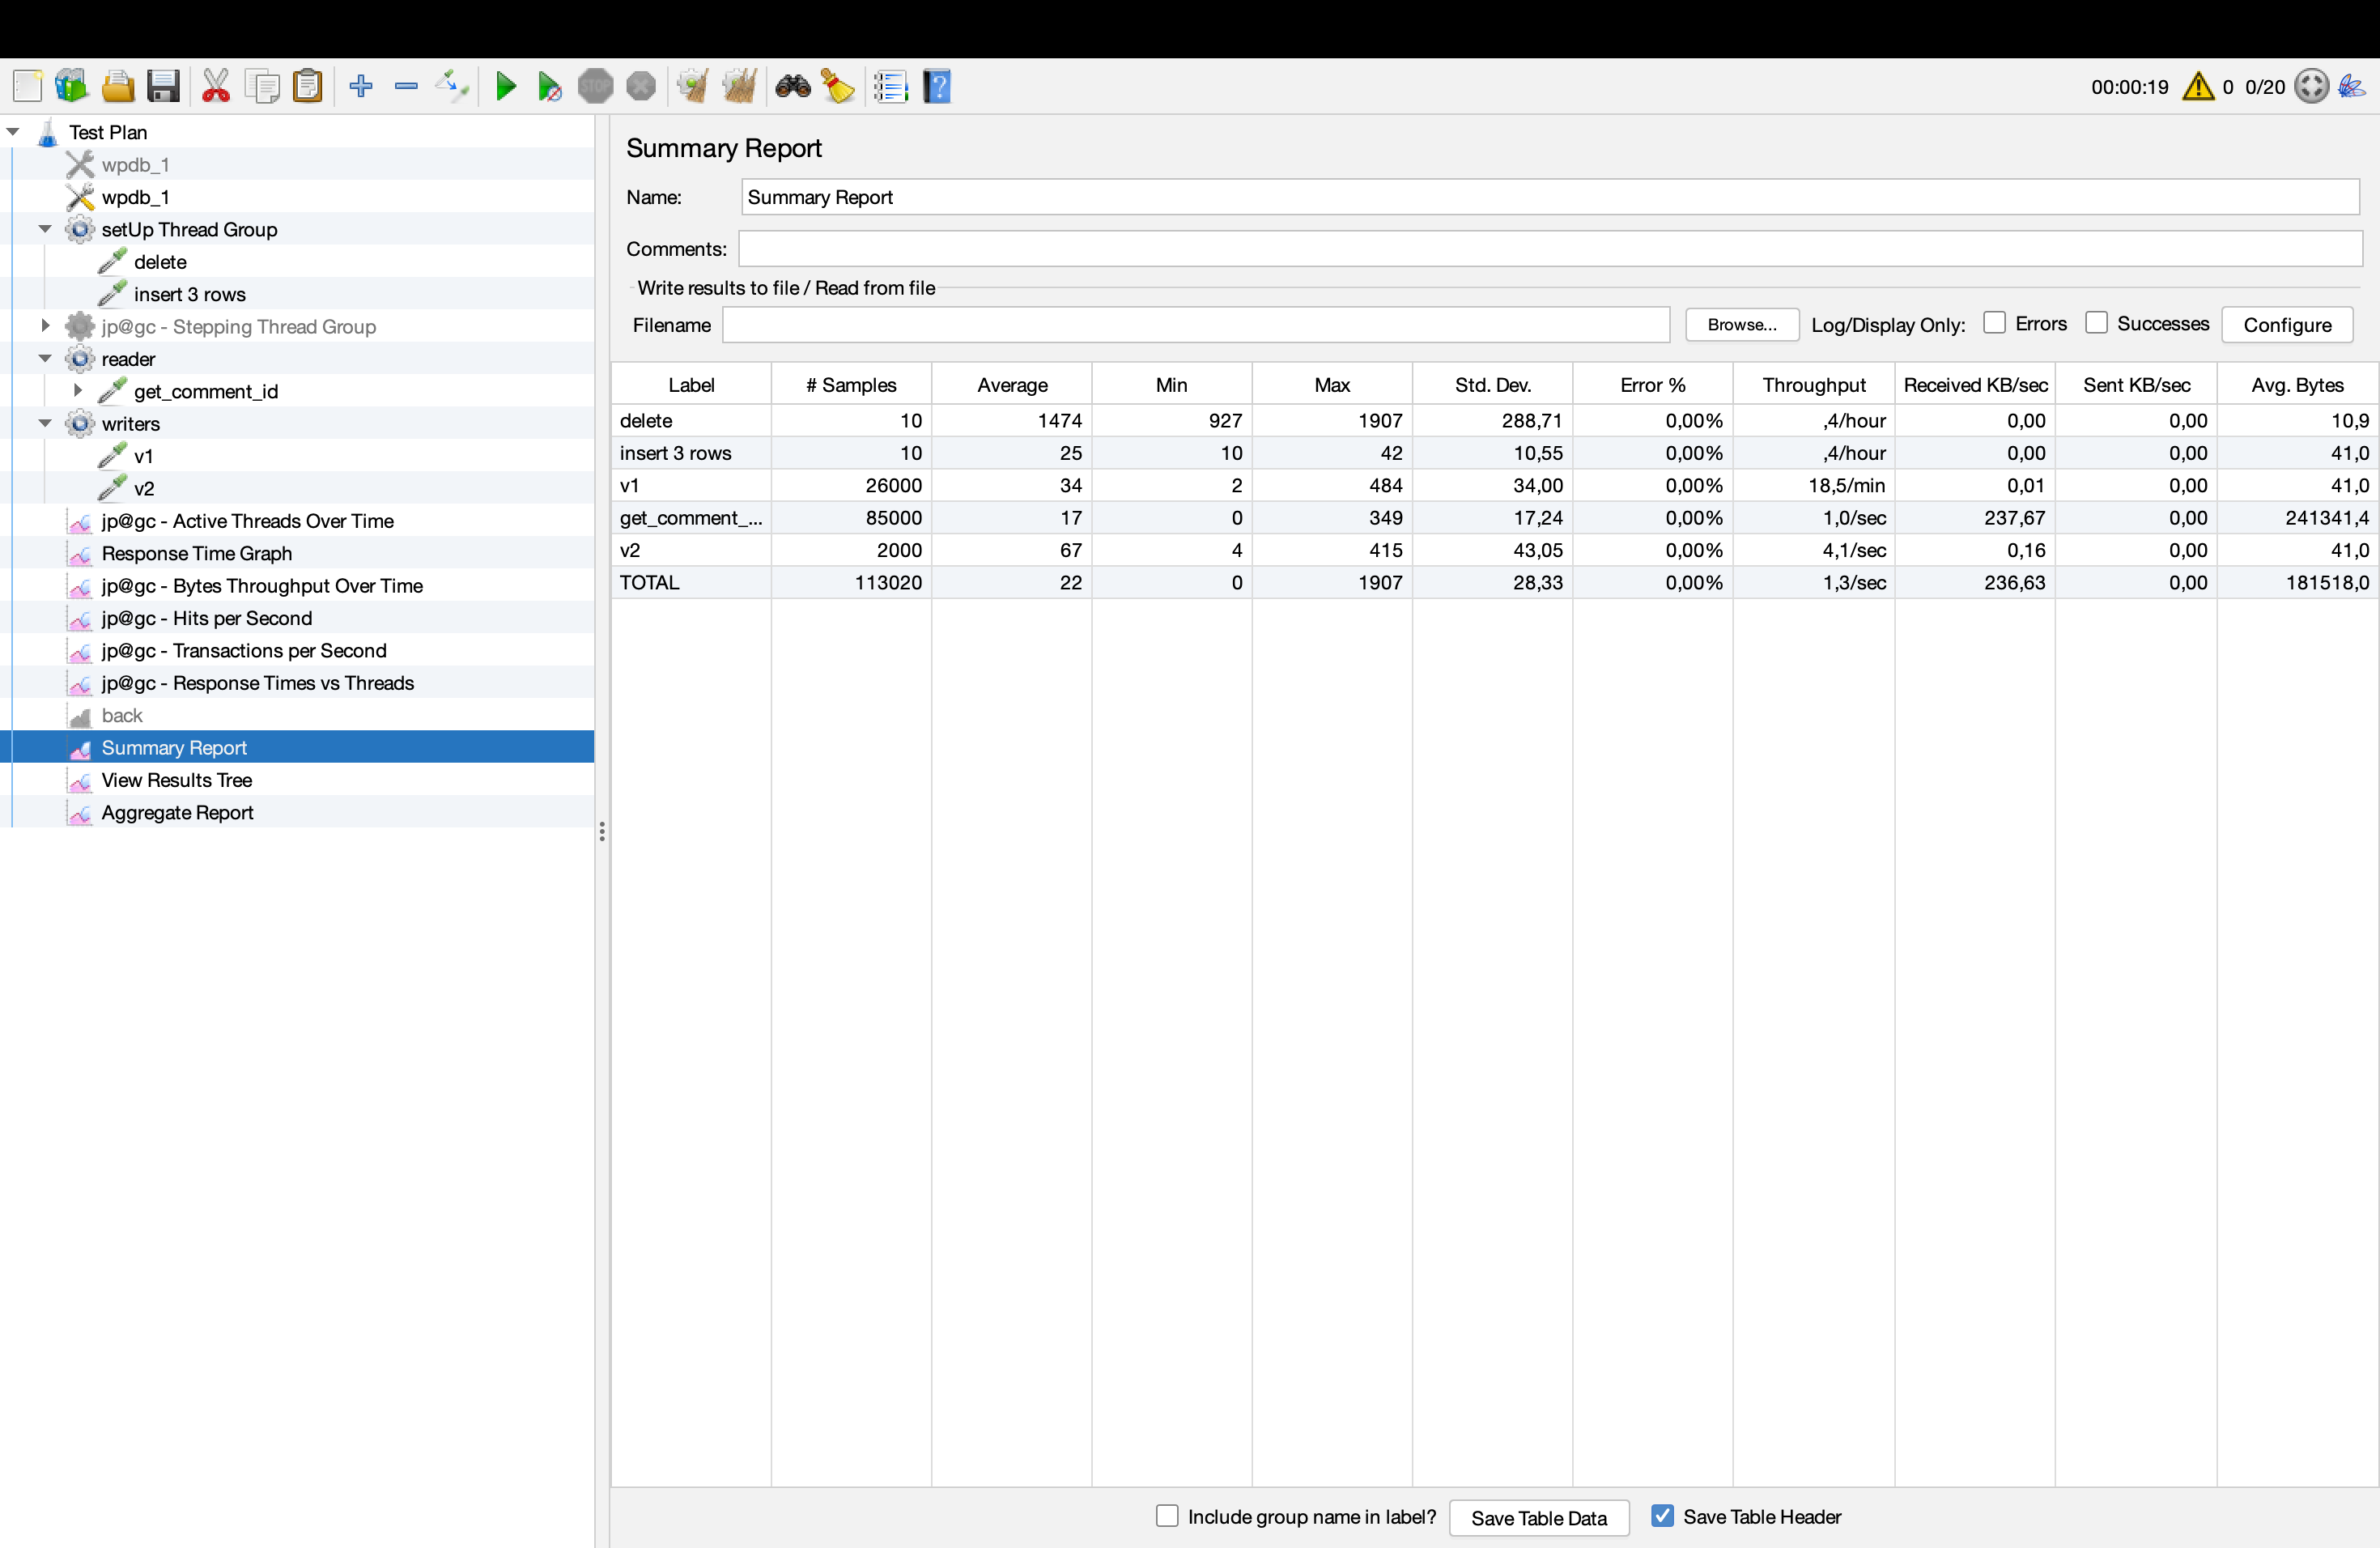 STOP
00:00:19 0 0/20
Test Plan
wpdb_1
wpdb_1
setUp Thread Group
delete
insert 3 rows
jp@gc - Stepping Thread Group
reader
get_comment_id
writers
v1
v2
jp@gc - Active Threads Over Time
Response Time Graph
jp@gc - Bytes Throughput Over Time
jp@gc - Hits per Second
jp@gc - Transactions per Second
jp@gc - Response Times vs Threads
back
Summary Report
View Results Tree
Aggregate Report
Summary Report
Name: Summary Report
Comments:
Write results to file / Read from file
Filename Browse... Log/Display Only: Errors Successes Configure
Label # Samples Average Min Max Std. Dev. Error % Throughput Received KB/sec Sent KB/sec Avg. Bytes
delete 10 1474 927 1907 288,71 0,00% ,4/hour 0,00 0,00 10,9
insert 3 rows 10 25 10 42 10,55 0,00% ,4/hour 0,00 0,00 41,0
v1 26000 34 2 484 34,00 0,00% 18,5/min 0,01 0,00 41,0
get_comment_... 85000 17 0 349 17,24 0,00% 1,0/sec 237,67 0,00 241341,4
v2 2000 67 4 415 43,05 0,00% 4,1/sec 0,16 0,00 41,0
TOTAL 113020 22 0 1907 28,33 0,00% 1,3/sec 236,63 0,00 181518,0
Include group name in label? Save Table Data Save Table Header